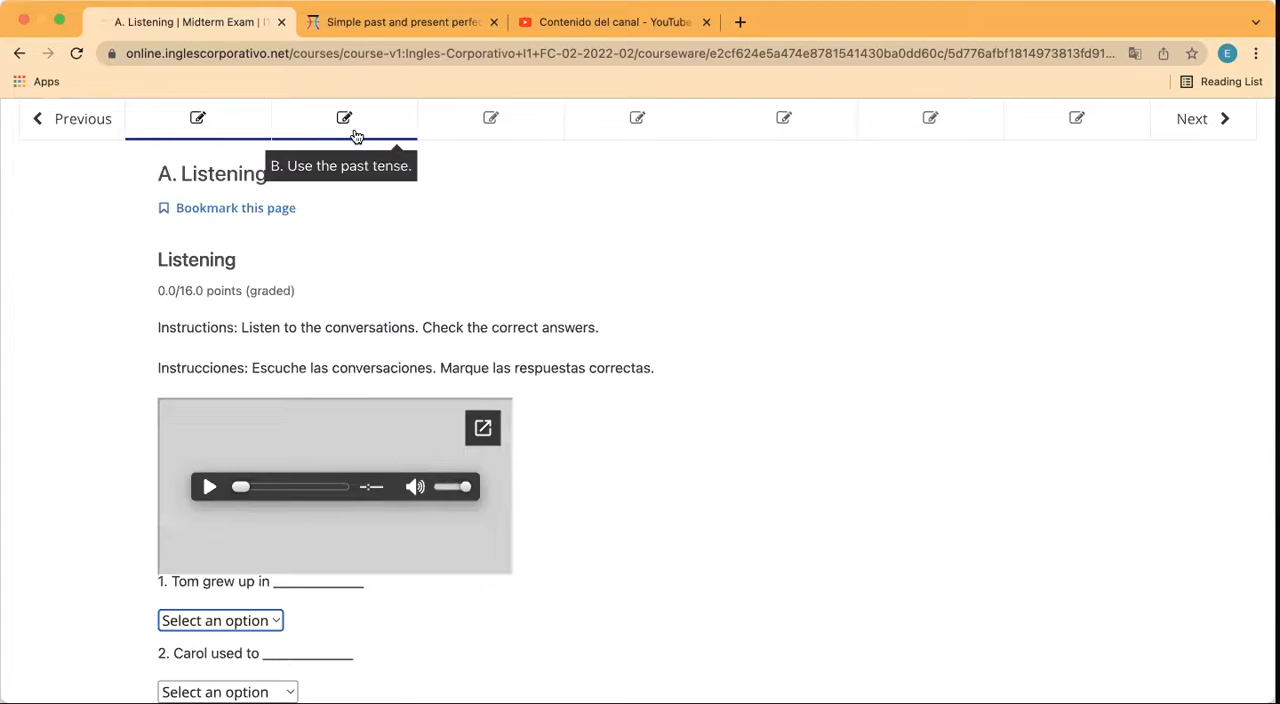 A. Listening | Midterm Exam |
Simple past and present perfe
Contenido del canal - YouTube
online.inglescorporativo.net/courses/course-v1:Ingles-Corporativo+I1+FC-02-2022-02/courseware/e2cf624e5a474e8781541430ba0dd60c/5d776afbf1814973813fd91...
E
Apps
Reading List
Previous
Next
B. Use the past tense.
A. Listening
Bookmark this page
Listening
0.0/16.0 points (graded)
Instructions: Listen to the conversations. Check the correct answers.
Instrucciones: Escuche las conversaciones. Marque las respuestas correctas.
-:--
1. Tom grew up in _____________
Select an option
2. Carol used to _____________
Select an option